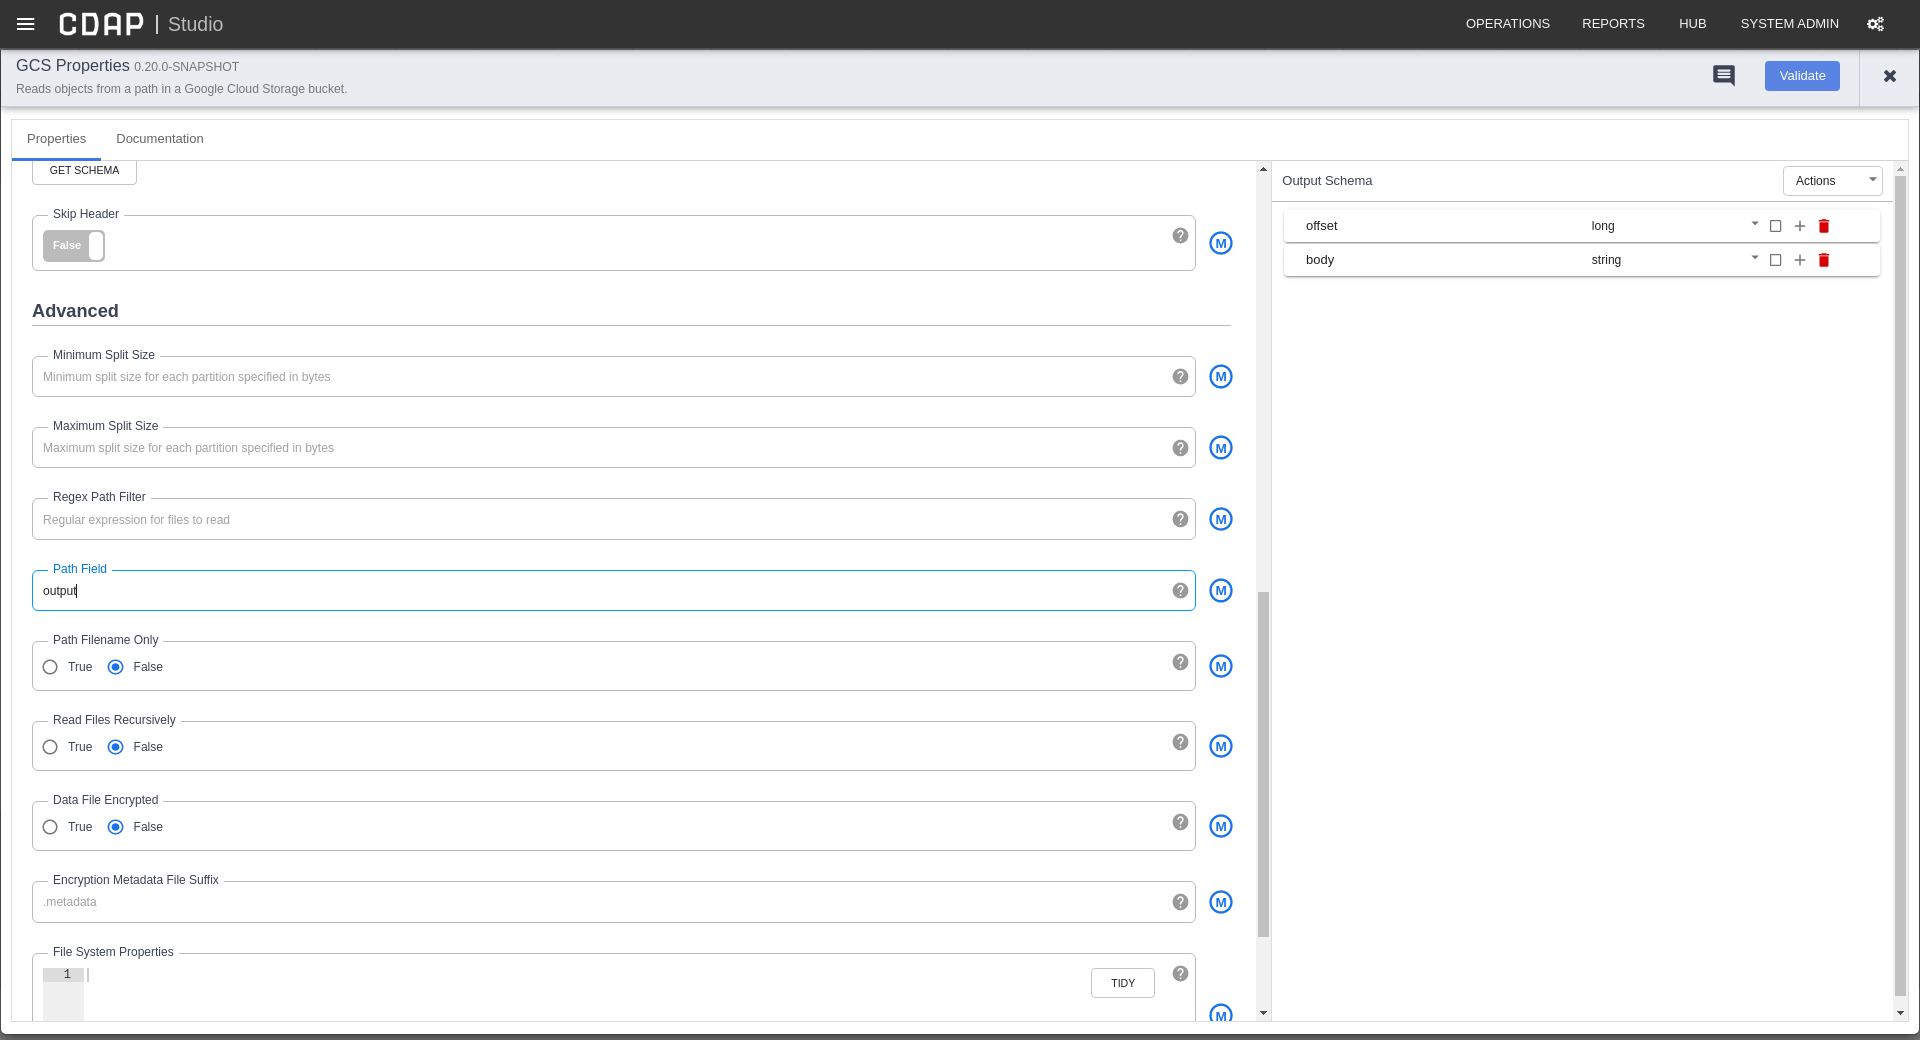 CDAP | Studio
OPERATIONS REPORTS HUB SYSTEM ADMIN
GCS Properties 0.20.0-SNAPSHOT
Reads objects from a path in a Google Cloud Storage bucket.
Validate
Properties Documentation
GET SCHEMA
Skip Header
False
M
Advanced
Minimum Split Size
Minimum split size for each partition specified in bytes
M
Maximum Split Size
Maximum split size for each partition specified in bytes
M
Regex Path Filter
Regular expression for files to read
M
Path Field
output
M
Path Filename Only
True False
M
Read Files Recursively
True False
M
Data File Encrypted
True False
M
Encryption Metadata File Suffix
.metadata
M
File System Properties
1
TIDY
M
Output Schema
Actions
offset long
body string